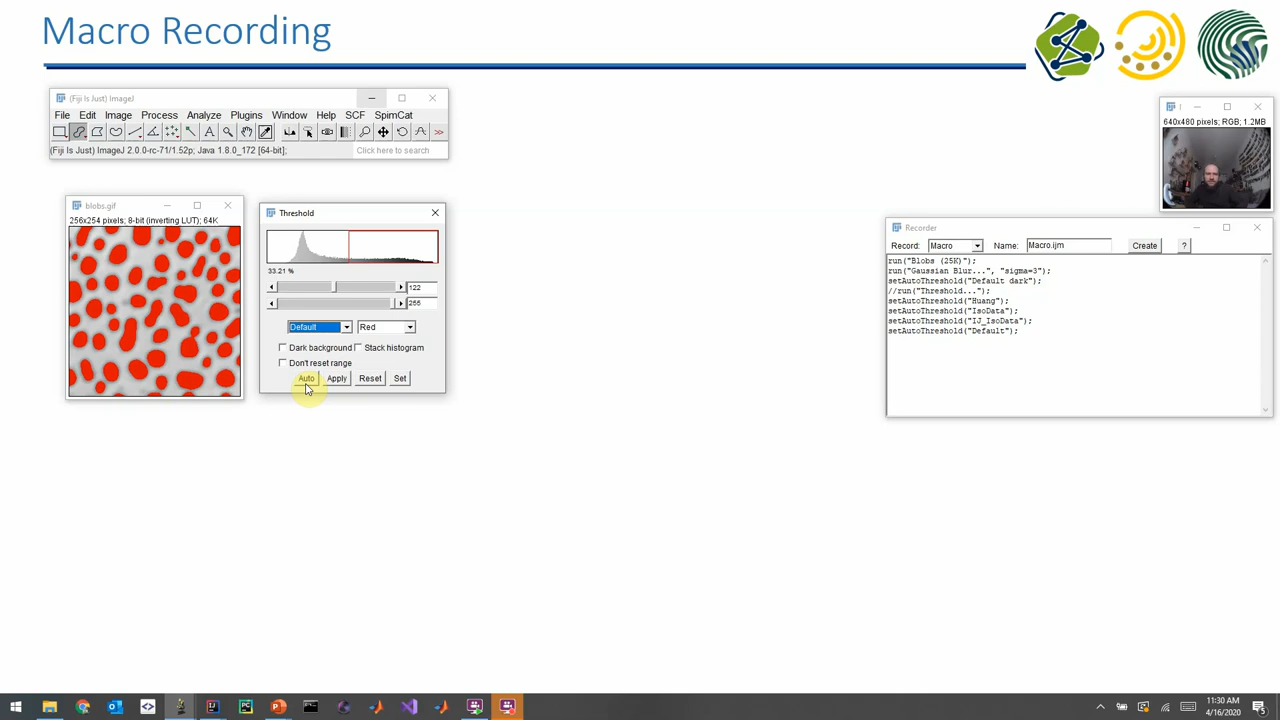 Macro Recording
(Fiji Is Just) ImageJ
File Edit Image Process Analyze Plugins Window Help SCF SpimCat
A >>
(Fiji Is Just) ImageJ 2.0.0-rc-71/1.52p; Java 1.8.0_172 [64-bit]; Click here to search
blobs.gif
256x254 pixels; 8-bit (inverting LUT); 64K
Threshold
33.21 %
122
255
Default Red
Dark background Stack histogram
Don't reset range
Auto Apply Reset Set
640x480 pixels; RGB; 1.2MB
Recorder
Record: Macro Name: Macro.ijm Create ?
run("Blobs (25K)");
run("Gaussian Blur...", "sigma=3");
setAutoThreshold("Default dark");
//run("Threshold...");
setAutoThreshold("Huang");
setAutoThreshold("IsoData");
setAutoThreshold("IJ_IsoData");
setAutoThreshold("Default");
11:30 AM
4/16/2020